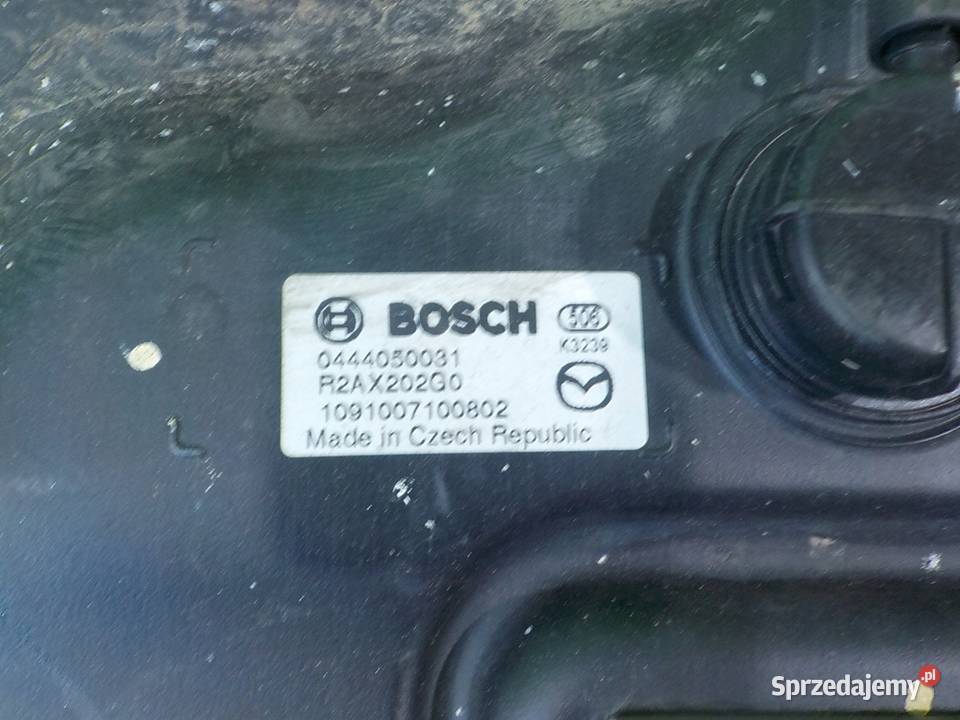 BOSCH 506
K3239
0444050031
R2AX202G0
1091007100802
Made in Czech Republic
Sprzedajemy.pl